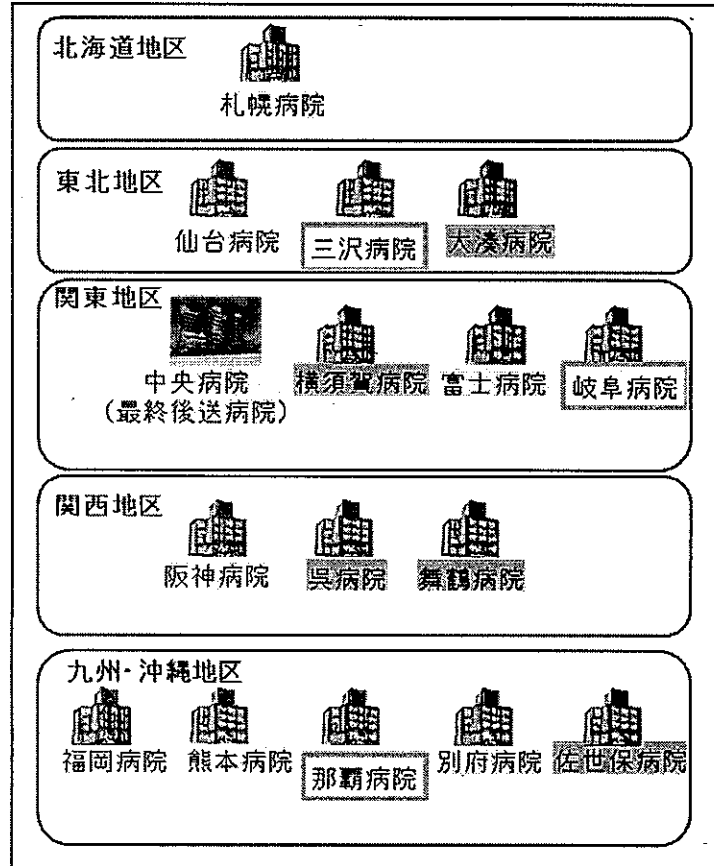 北海道地区
札幌病院
東北地区
仙台病院
三沢病院
大湊病院
関東地区
中央病院
(最終後送病院)
横須賀病院
富士病院
岐阜病院
関西地区
阪神病院
呉病院
舞鶴病院
九州・沖縄地区
福岡病院
熊本病院
那覇病院
別府病院
佐世保病院